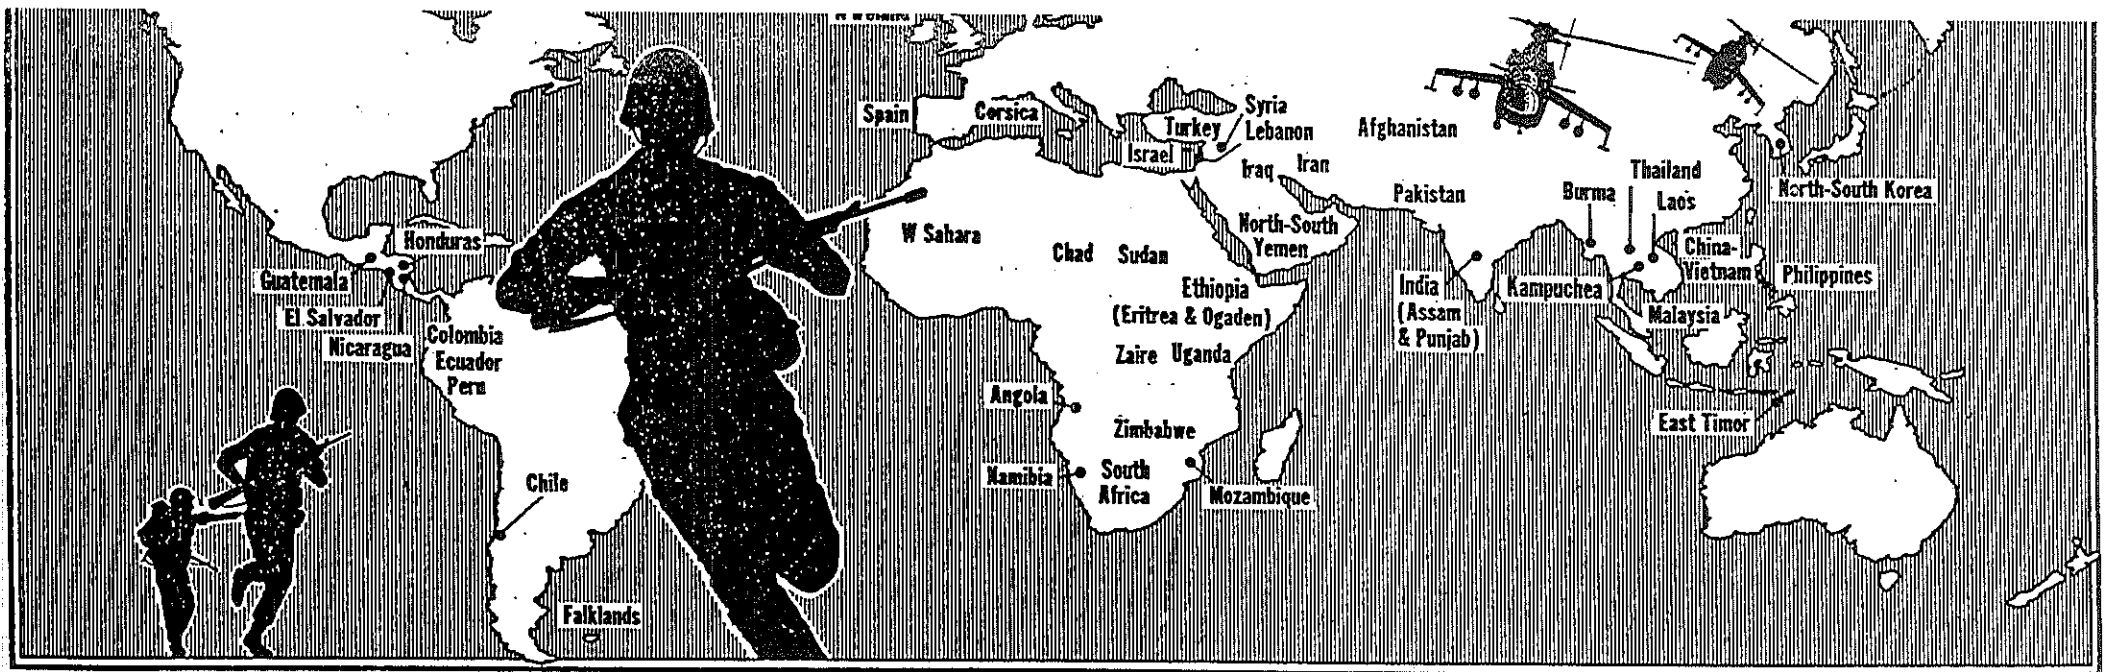 Spain
Corsica
Turkey
Syria
Lebanon
Israel
Iraq
Iran
Afghanistan
Pakistan
Thailand
Burma
Laos
North-South Korea
W Sahara
Chad
Sudan
North-South
Yemen
Honduras
Guatemala
El Salvador
Nicaragua
Colombia
Ecuador
Peru
Ethiopia
(Eritrea & Ogaden)
Zaire
Uganda
India
(Assam
& Punjab)
Kampuchea
China-
Vietnam
Philippines
Malaysia
Angola
Zimbabwe
East Timor
Namibia
South
Africa
Mozambique
Chile
Falklands